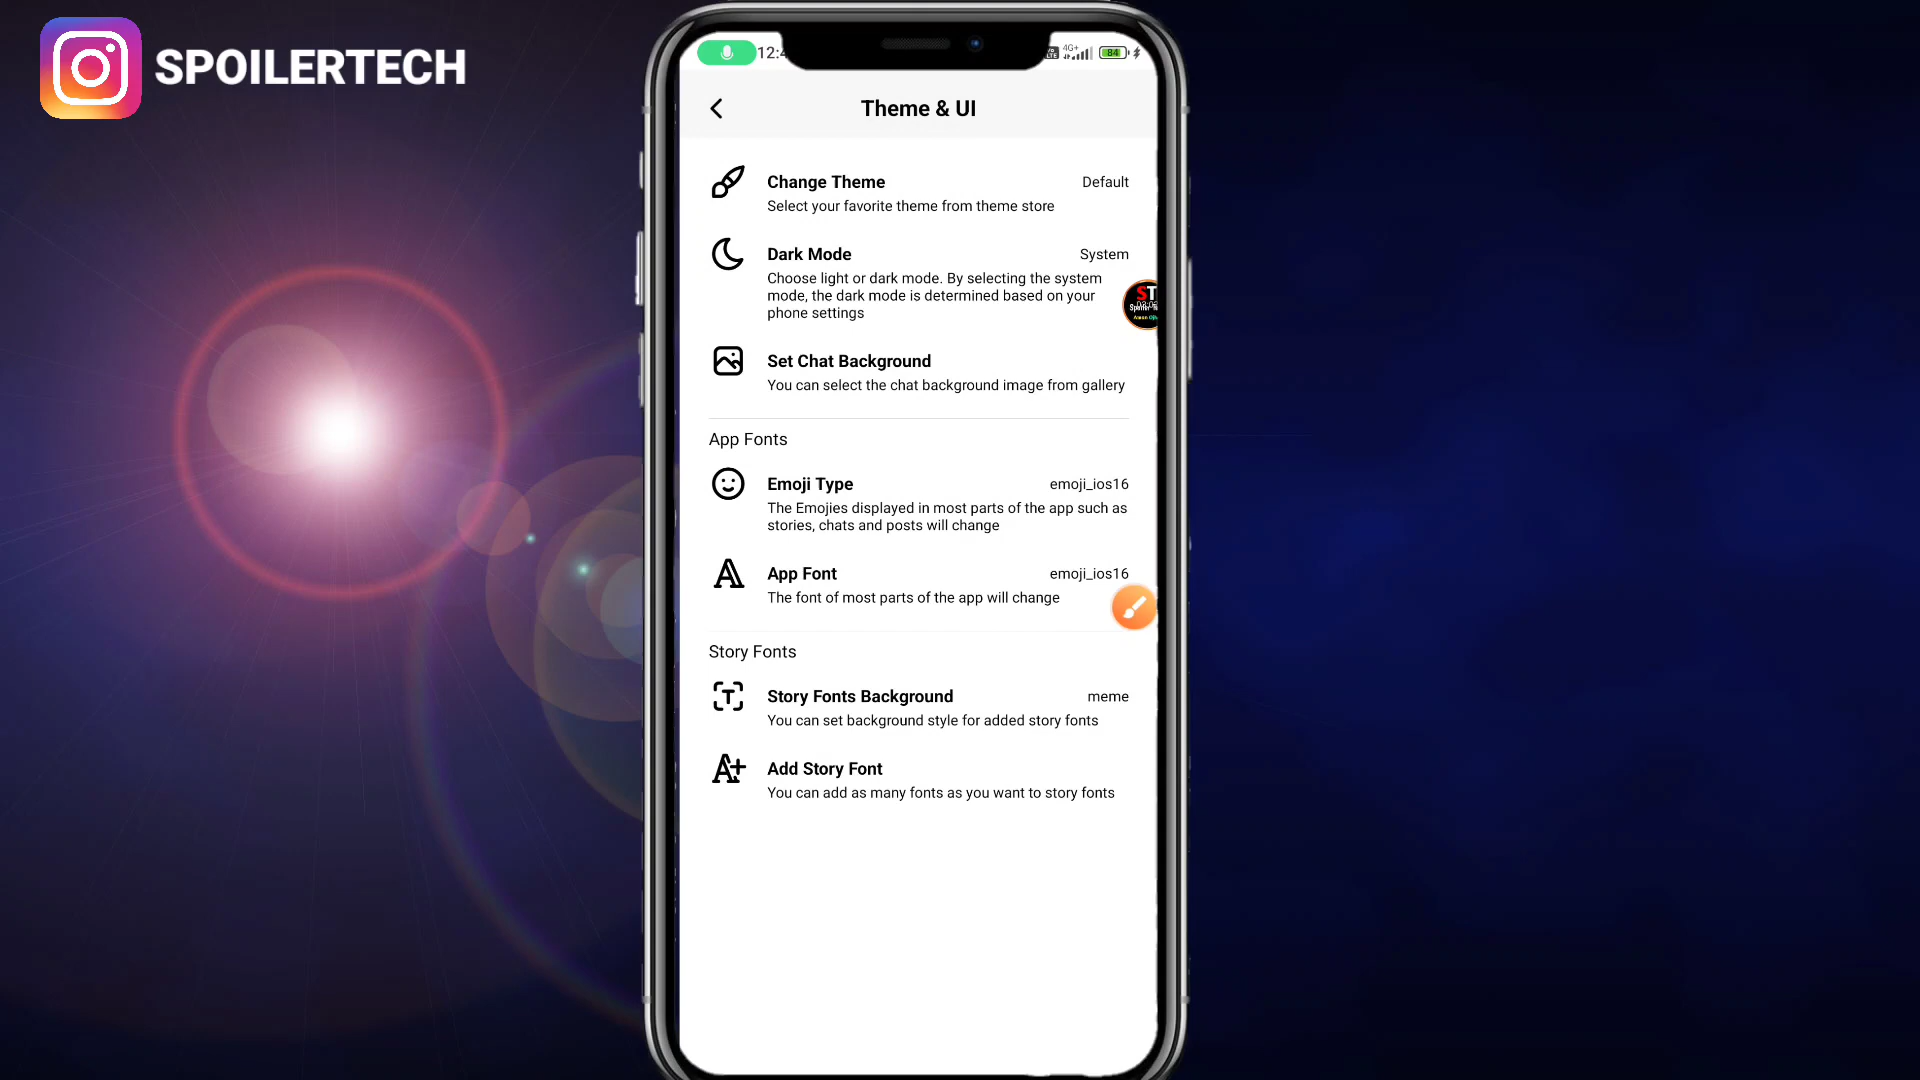 SPOILERTECH
12:4
4G+
84
Theme & UI
Change Theme
Default
Select your favorite theme from theme store
Dark Mode
System
Choose light or dark mode. By selecting the system
mode, the dark mode is determined based on your
phone settings
ST
Set Chat Background
You can select the chat background image from gallery
App Fonts
Emoji Type
emoji_ios16
The Emojies displayed in most parts of the app such as
stories, chats and posts will change
App Font
emoji_ios16
The font of most parts of the app will change
Story Fonts
Story Fonts Background
meme
You can set background style for added story fonts
Add Story Font
You can add as many fonts as you want to story fonts